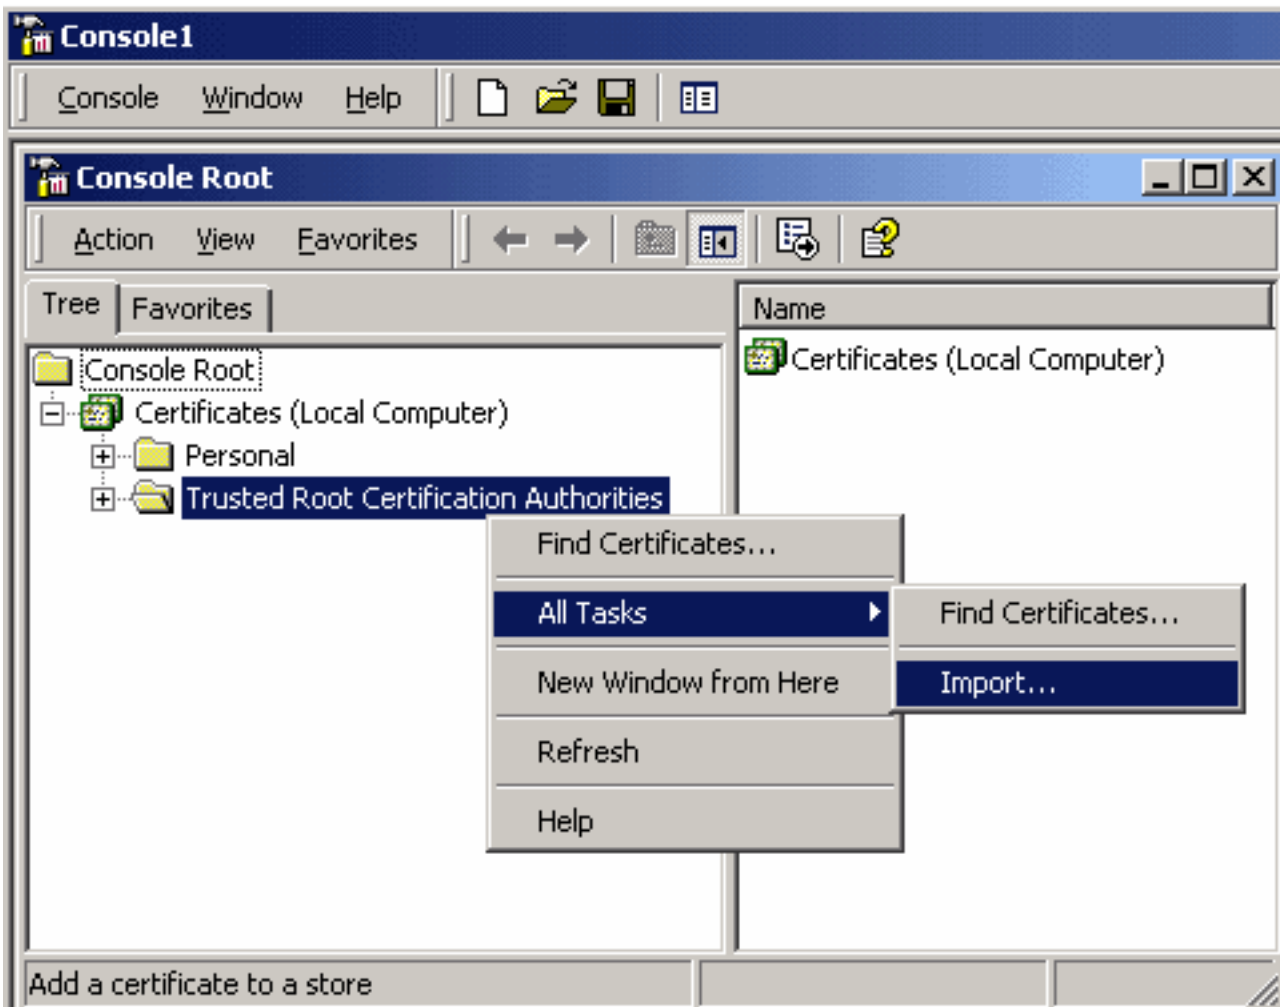 Console1
Console Window Help
Console Root
Action View Favorites
Tree Favorites
Name
Console Root
Certificates (Local Computer)
Certificates (Local Computer)
Personal
Trusted Root Certification Authorities
Find Certificates...
All Tasks
Find Certificates...
New Window from Here
Import...
Refresh
Help
Add a certificate to a store